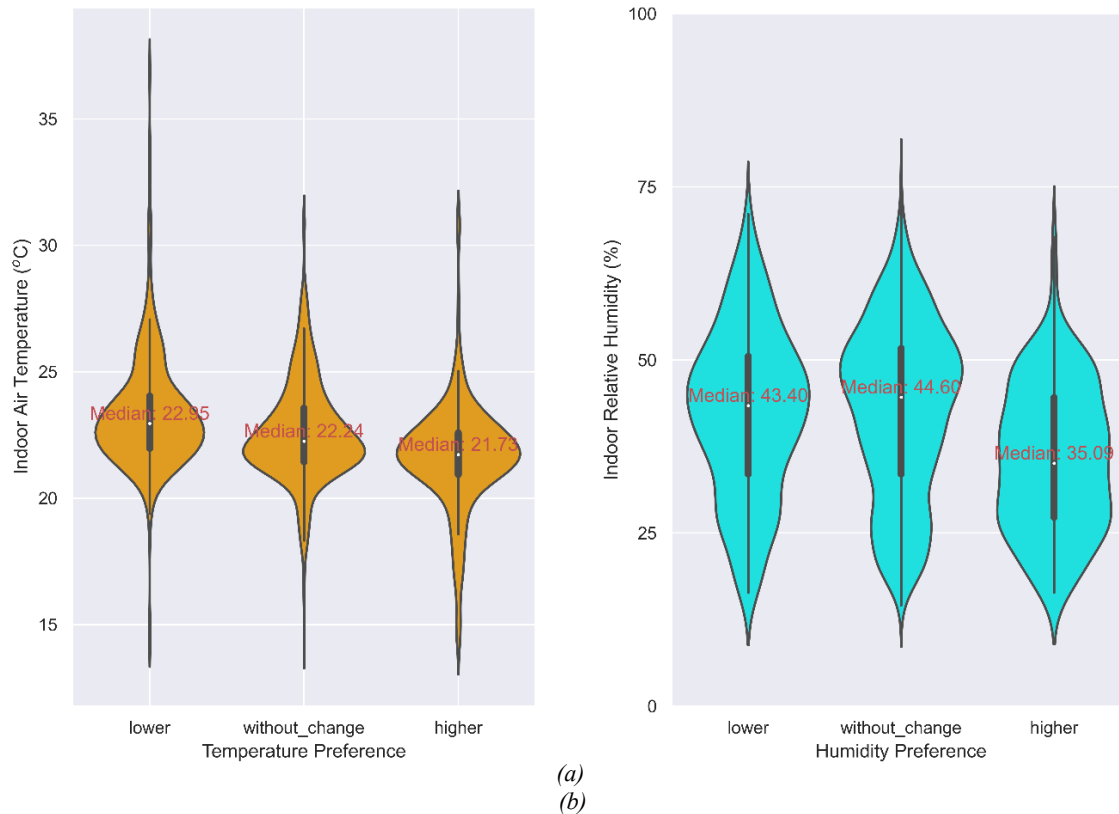 35
30
25
20
15
Indoor Air Temperature (°C)
Median: 22.95
Median: 22.24
Median: 21.73
lower
without_change
higher
Temperature Preference
100
75
50
25
0
Indoor Relative Humidity (%)
Median: 43.40
Median: 44.60
Median: 35.09
lower
without_change
higher
Humidity Preference
(a)
(b)